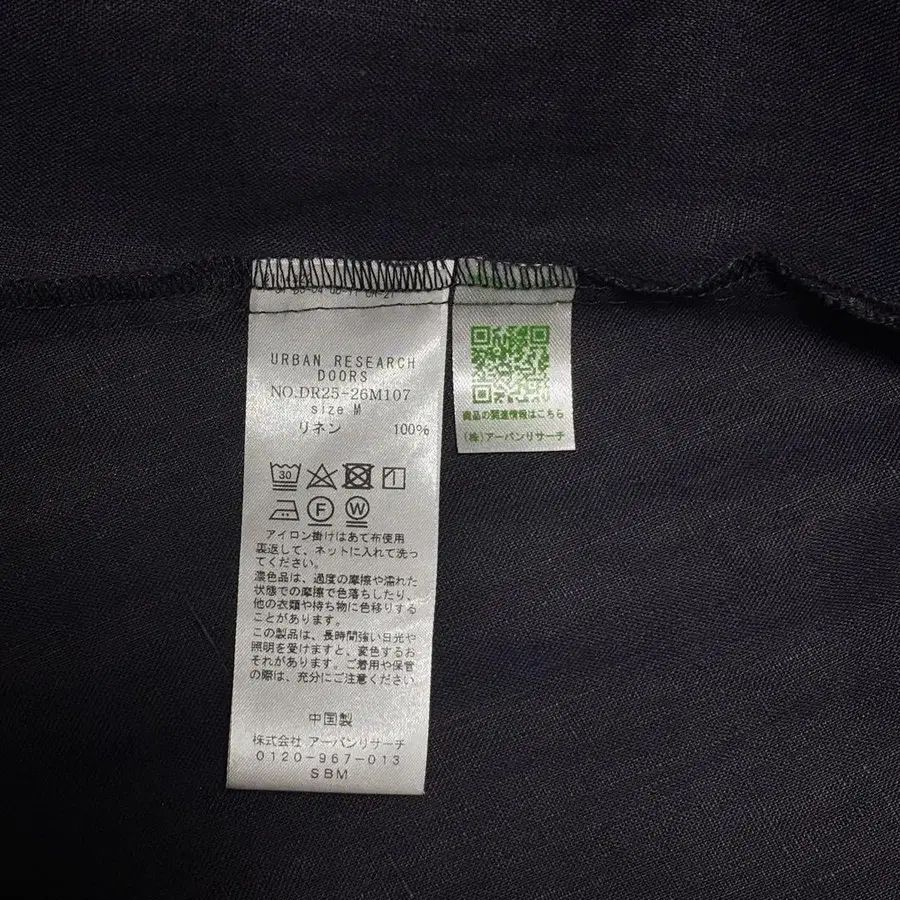 URBAN RESEARCH
DOORS
NO.DR25-26M107
size M
リネン 100%
30
F W
アイロン掛けはあて布使用
裏返して、ネットに入れて洗っ
てください。
濃色品は、過度の摩擦や濡れた
状態での摩擦で色落ちしたり、
他の衣類や持ち物に色移りする
ことがあります。
この製品は、長時間強い日光や
照明を受けますと、変色するお
それがあります。ご着用や保管
の際は、充分にご注意ください
中国製
株式会社 アーバンリサーチ
0120-967-013
SBM
商品の関連情報はこちら
(株)アーバンリサーチ